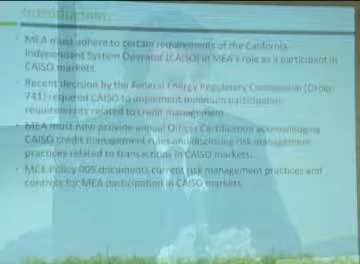 Introduction
MEA must adhere to certain requirements of the California
Independent System Operator (CAISO) in MEA's role as a participant in
CAISO markets.
Recent decision by the Federal Energy Regulatory Commission (Order
741) required CAISO to implement minimum participation
requirements related to credit management.
MEA must now provide annual Officer Certification acknowledging
CAISO credit management rules and disclosing risk management
practices related to transactions in CAISO markets.
MCE Policy 005 documents current risk management practices and
controls for MEA participation in CAISO markets.